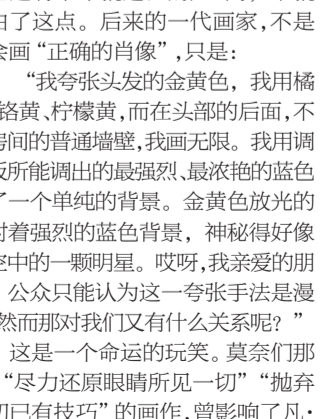 了这点。后来的一代画家，不是
画“正确的肖像”，只是：
“我夸张头发的金黄色，我用橘
铬黄、柠檬黄，而在头部的后面，不
房间的普通墙壁，我画无限。我用调
所能调出的最强烈、最浓艳的蓝色
一个单纯的背景。金黄色放光的
着强烈的蓝色背景，神秘得好像
空中的一颗明星。哎呀，我亲爱的朋
公众只能认为这一夸张手法是漫
然而那对我们又有什么关系呢？”
这是一个命运的玩笑。莫奈们那
“尽力还原眼睛所见一切”“抛弃
已有技巧”的画作，曾影响了凡·